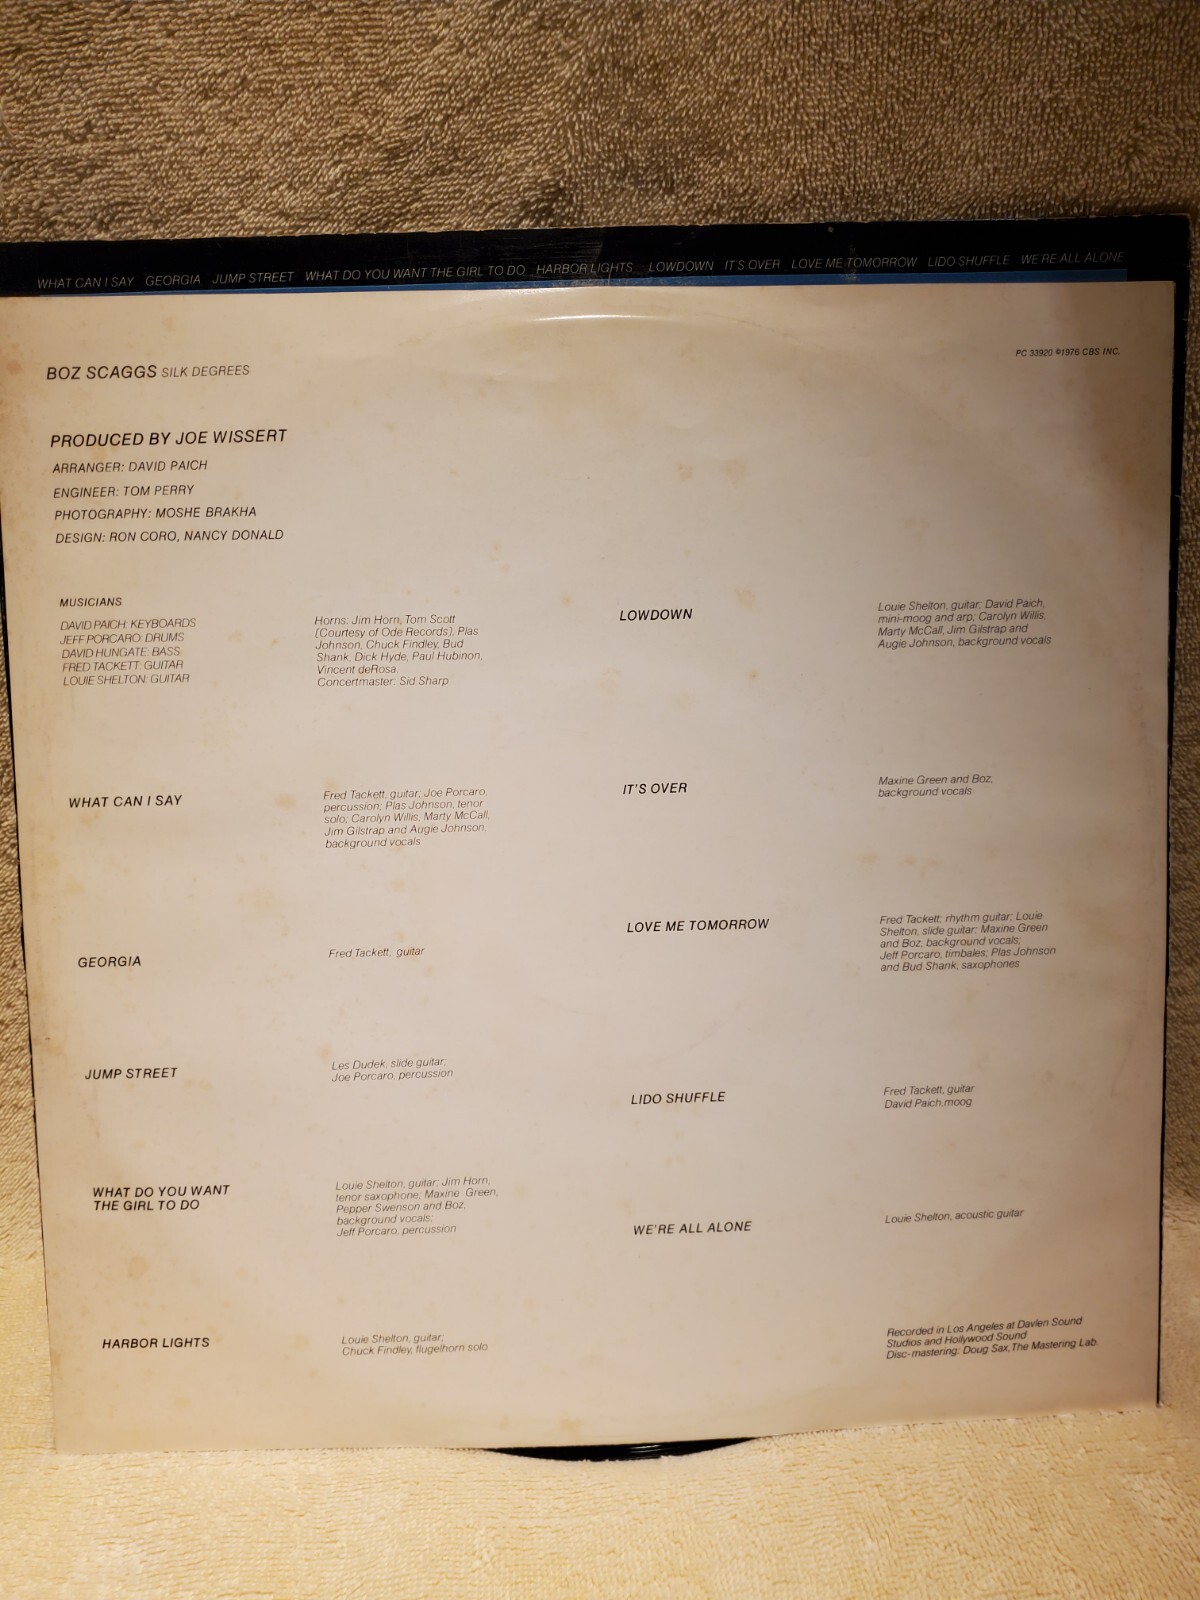 WHAT CAN I SAY GEORGIA JUMP STREET WHAT DO YOU WANT THE GIRL TO DO HARBOR LIGHTS LOWDOWN IT'S OVER LOVE ME TOMORROW LIDO SHUFFLE WE'RE ALL ALONE
PC 33920 ©1976 CBS INC.
BOZ SCAGGS SILK DEGREES
PRODUCED BY JOE WISSERT
ARRANGER: DAVID PAICH
ENGINEER: TOM PERRY
PHOTOGRAPHY: MOSHE BRAKHA
DESIGN: RON CORO, NANCY DONALD
MUSICIANS
DAVID PAICH: KEYBOARDS
JEFF PORCARO: DRUMS
DAVID HUNGATE: BASS
FRED TACKETT: GUITAR
LOUIE SHELTON: GUITAR
Horns: Jim Horn, Tom Scott
(Courtesy of Ode Records), Plas
Johnson, Chuck Findley, Bud
Shank, Dick Hyde, Paul Hubinon,
Vincent deRosa.
Concertmaster: Sid Sharp
WHAT CAN I SAY
Fred Tackett, guitar; Joe Porcaro,
percussion; Plas Johnson, tenor
solo; Carolyn Willis, Marty McCall,
Jim Gilstrap and Augie Johnson,
background vocals
GEORGIA
Fred Tackett, guitar
JUMP STREET
Les Dudek, slide guitar;
Joe Porcaro, percussion
WHAT DO YOU WANT
THE GIRL TO DO
Louie Shelton, guitar; Jim Horn,
tenor saxophone; Maxine Green,
Pepper Swenson and Boz,
background vocals;
Jeff Porcaro, percussion
HARBOR LIGHTS
Louie Shelton, guitar;
Chuck Findley, flugelhorn solo
LOWDOWN
Louie Shelton, guitar; David Paich,
mini-moog and arp; Carolyn Willis,
Marty McCall, Jim Gilstrap and
Augie Johnson, background vocals
IT'S OVER
Maxine Green and Boz,
background vocals
LOVE ME TOMORROW
Fred Tackett; rhythm guitar; Louie
Shelton, slide guitar; Maxine Green
and Boz, background vocals;
Jeff Porcaro, timbales; Plas Johnson
and Bud Shank, saxophones
LIDO SHUFFLE
Fred Tackett, guitar
David Paich, moog
WE'RE ALL ALONE
Louie Shelton, acoustic guitar
Recorded in Los Angeles at Davlen Sound
Studios and Hollywood Sound
Disc-mastering: Doug Sax, The Mastering Lab.